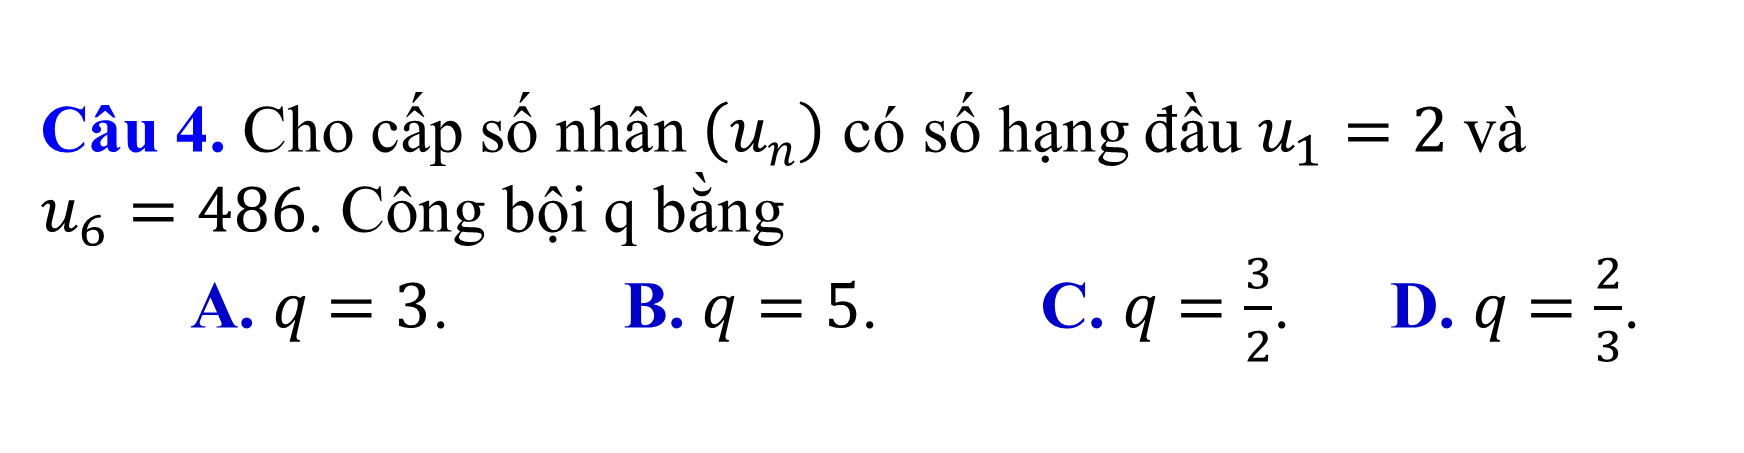 Câu 4. Cho cấp số nhân (uₙ) có số hạng đầu u₁ = 2 và
u₆ = 486. Công bội q bằng
A. q = 3. B. q = 5. C. q = 3/2. D. q = 2/3.